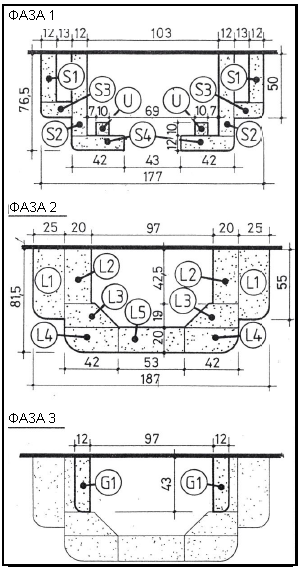 ФАЗА 1
12 13 12 103 12 13 12
S1 S1
S3 U U S3
76,5 50
7, 10 69 10, 7
S2 S4 S2
10 10
12 12
42 43 42
177
ФАЗА 2
25 20 97 20 25
L2 L2
L1 42,5 L1
81,5 55
L3 L3
L5 19
L4 20 L4
42 53 42
187
ФАЗА 3
12 97 12
G1 G1
43